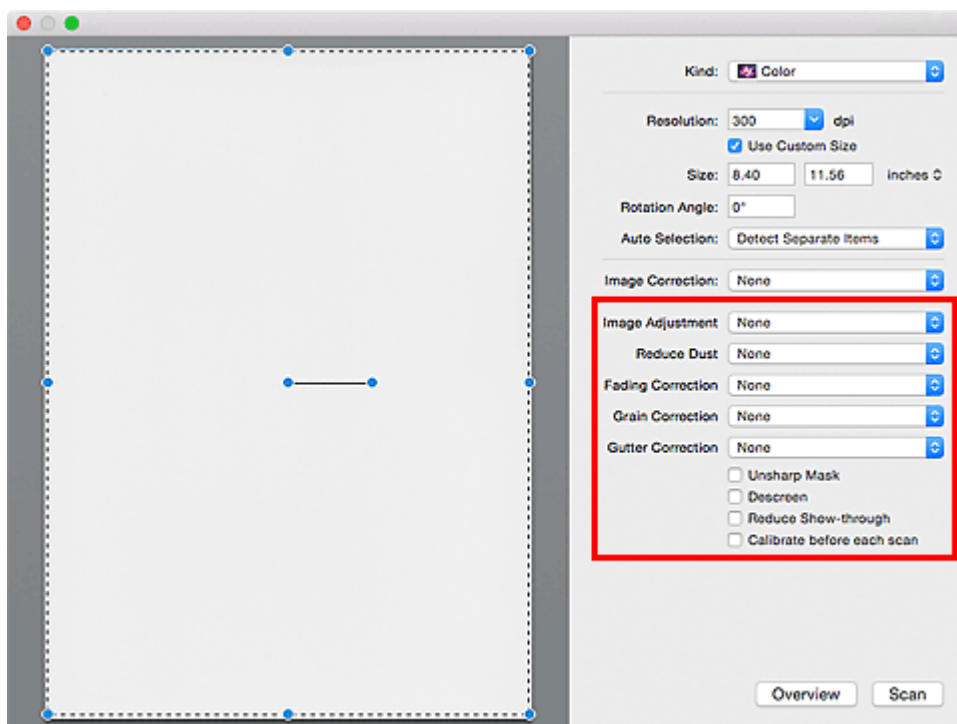 Kind: Color
Resolution: 300 dpi
Use Custom Size
Size: 8.40 11.56 inches
Rotation Angle: 0°
Auto Selection: Detect Separate Items
Image Correction: None
Image Adjustment None
Reduce Dust None
Fading Correction None
Grain Correction None
Gutter Correction None
Unsharp Mask
Descreen
Reduce Show-through
Calibrate before each scan
Overview Scan